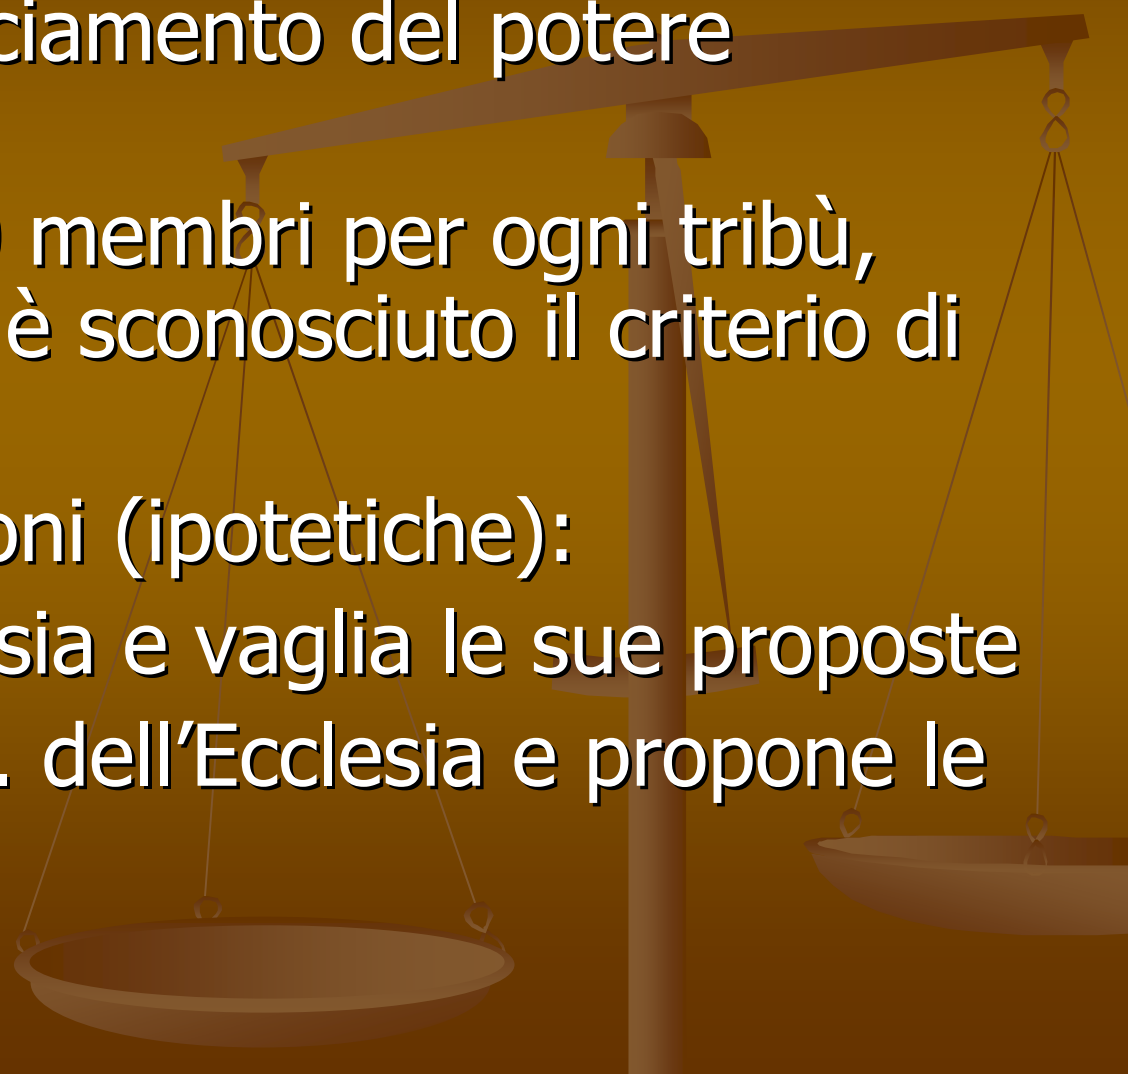 ciamento del potere
membri per ogni tribù,
è sconosciuto il criterio di
oni (ipotetiche):
sia e vaglia le sue proposte
. dell’Ecclesia e propone le